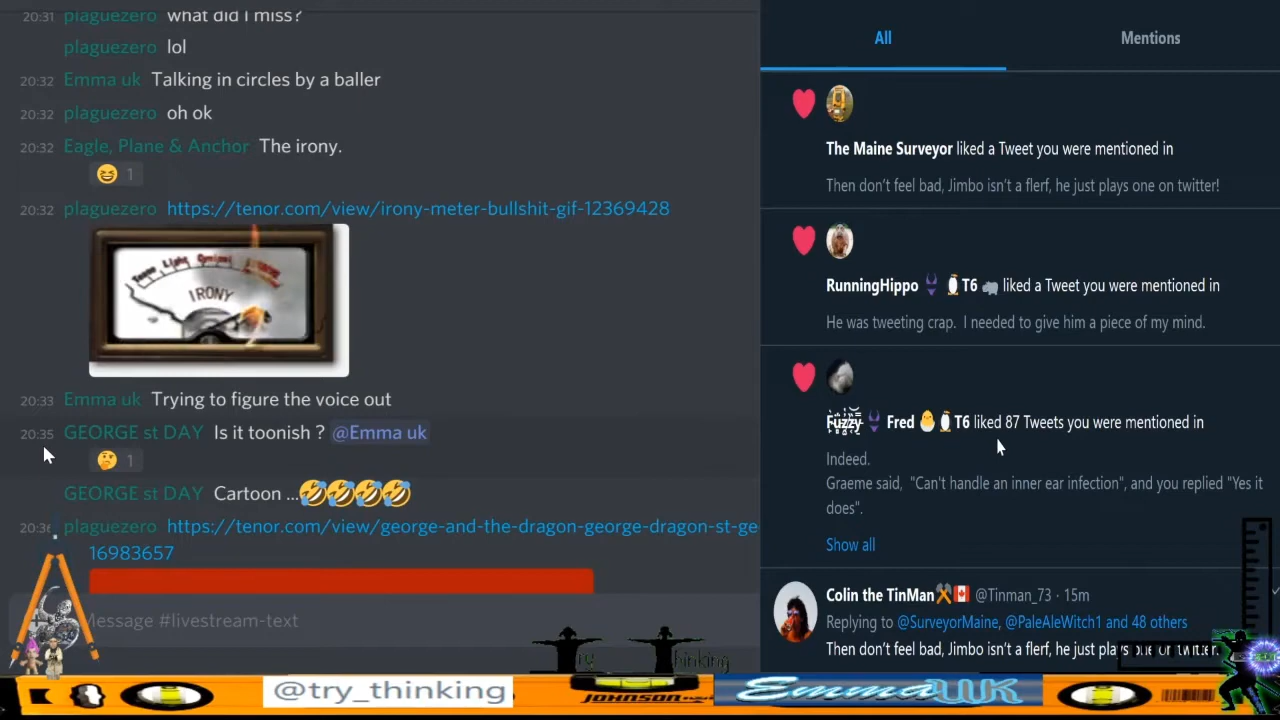 20:31 plaguezero what did I miss?
plaguezero lol
20:32 Emma uk Talking in circles by a baller
20:32 plaguezero oh ok
20:32 Eagle, Plane & Anchor The irony.
😆 1
20:32 plaguezero https://tenor.com/view/irony-meter-bullshit-gif-12369428
IRONY
20:33 Emma uk Trying to figure the voice out
20:35 GEORGE st DAY Is it toonish ? @Emma uk
🤔 1
GEORGE st DAY Cartoon ...🤣🤣🤣🤣
20:36 plaguezero https://tenor.com/view/george-and-the-dragon-george-dragon-st-ge
16983657
Message #livestream-text
All Mentions
The Maine Surveyor liked a Tweet you were mentioned in
Then don't feel bad, Jimbo isn't a flerf, he just plays one on twitter!
RunningHippo T6 liked a Tweet you were mentioned in
He was tweeting crap. I needed to give him a piece of my mind.
Fuzzy Fred T6 liked 87 Tweets you were mentioned in
Indeed.
Graeme said, "Can't handle an inner ear infection", and you replied "Yes it
does".
Show all
Colin the TinMan @Tinman_73 · 15m
Replying to @SurveyorMaine, @PaleAleWitch1 and 48 others
Then don't feel bad, Jimbo isn't a flerf, he just plays one on twitter.
Try Thinking
@try_thinking
JOHNSON
EmmaUK